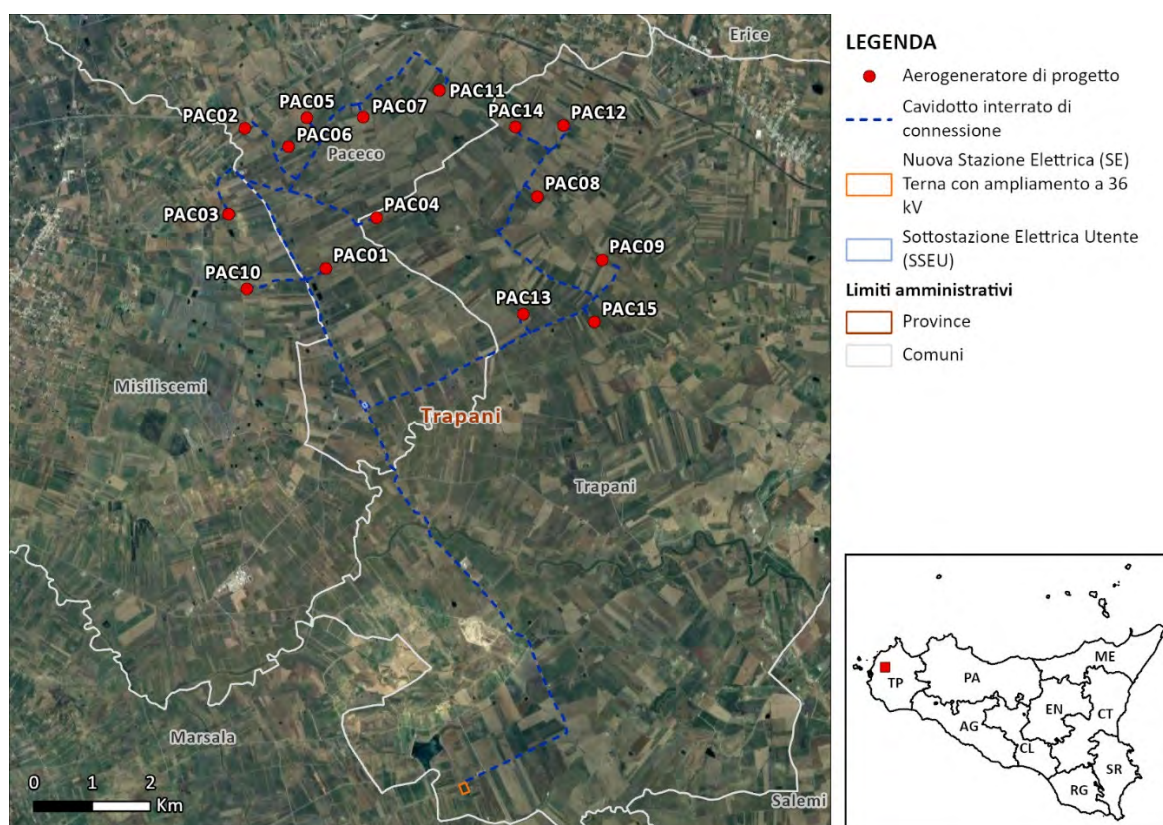 Erice
PAC11
PAC05
PAC07
PAC14
PAC12
PAC02
PAC06
Paceco
PAC08
PAC03
PAC04
PAC09
PAC01
PAC10
PAC13
PAC15
Misiliscemi
Trapani
Trapani
Marsala
Salemi
0 1 2
Km
LEGENDA
Aerogeneratore di progetto
Cavidotto interrato di
connessione
Nuova Stazione Elettrica (SE)
Terna con ampliamento a 36
kV
Sottostazione Elettrica Utente
(SSEU)
Limiti amministrativi
Province
Comuni
ME
PA
TP
EN
CT
AG
CL
SR
RG